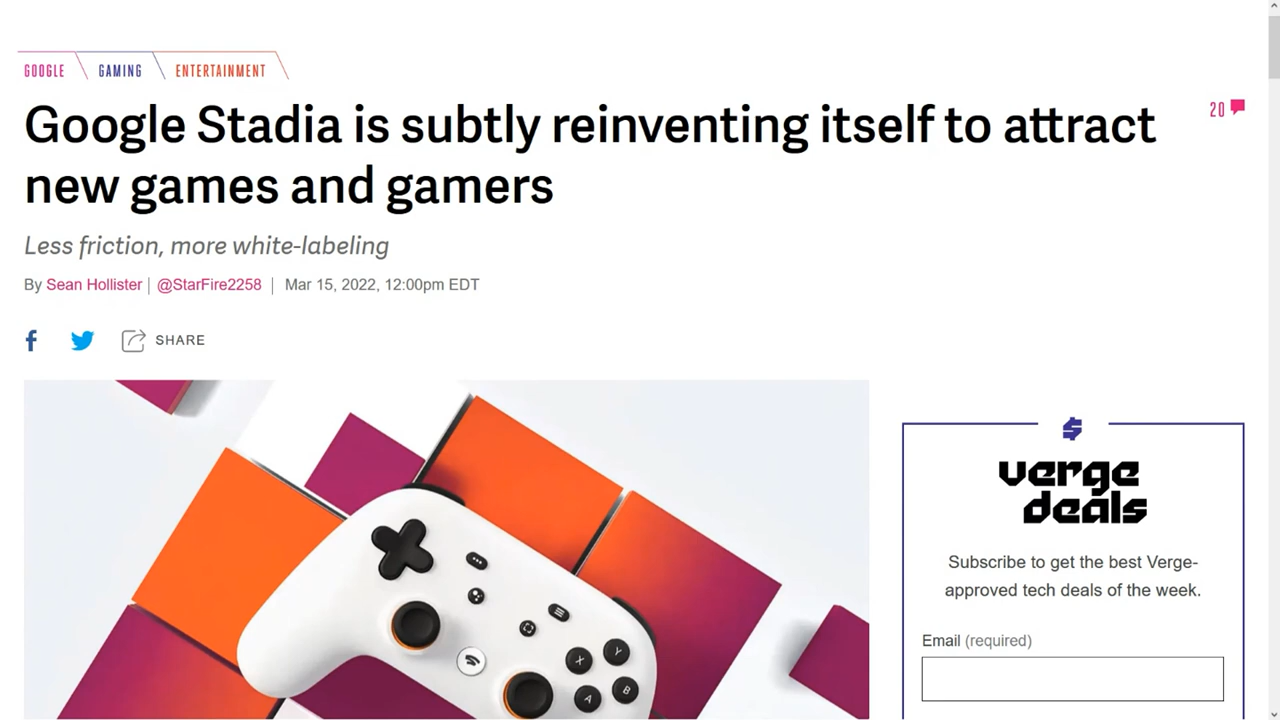 GOOGLE GAMING ENTERTAINMENT
Google Stadia is subtly reinventing itself to attract
new games and gamers
20
Less friction, more white-labeling
By Sean Hollister | @StarFire2258 | Mar 15, 2022, 12:00pm EDT
SHARE
verge
deals
Subscribe to get the best Verge-
approved tech deals of the week.
Email (required)
X Y
A B